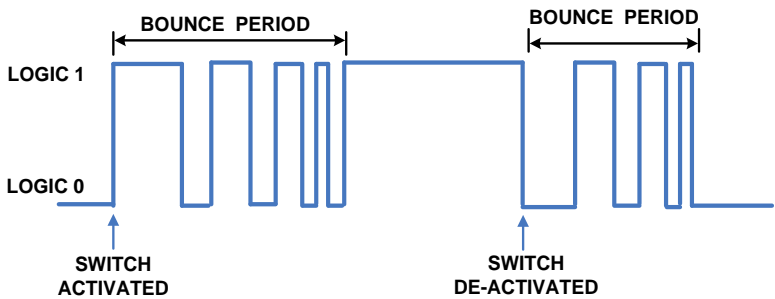 BOUNCE PERIOD
BOUNCE PERIOD
LOGIC 1
LOGIC 0
SWITCH
ACTIVATED
SWITCH
DE-ACTIVATED